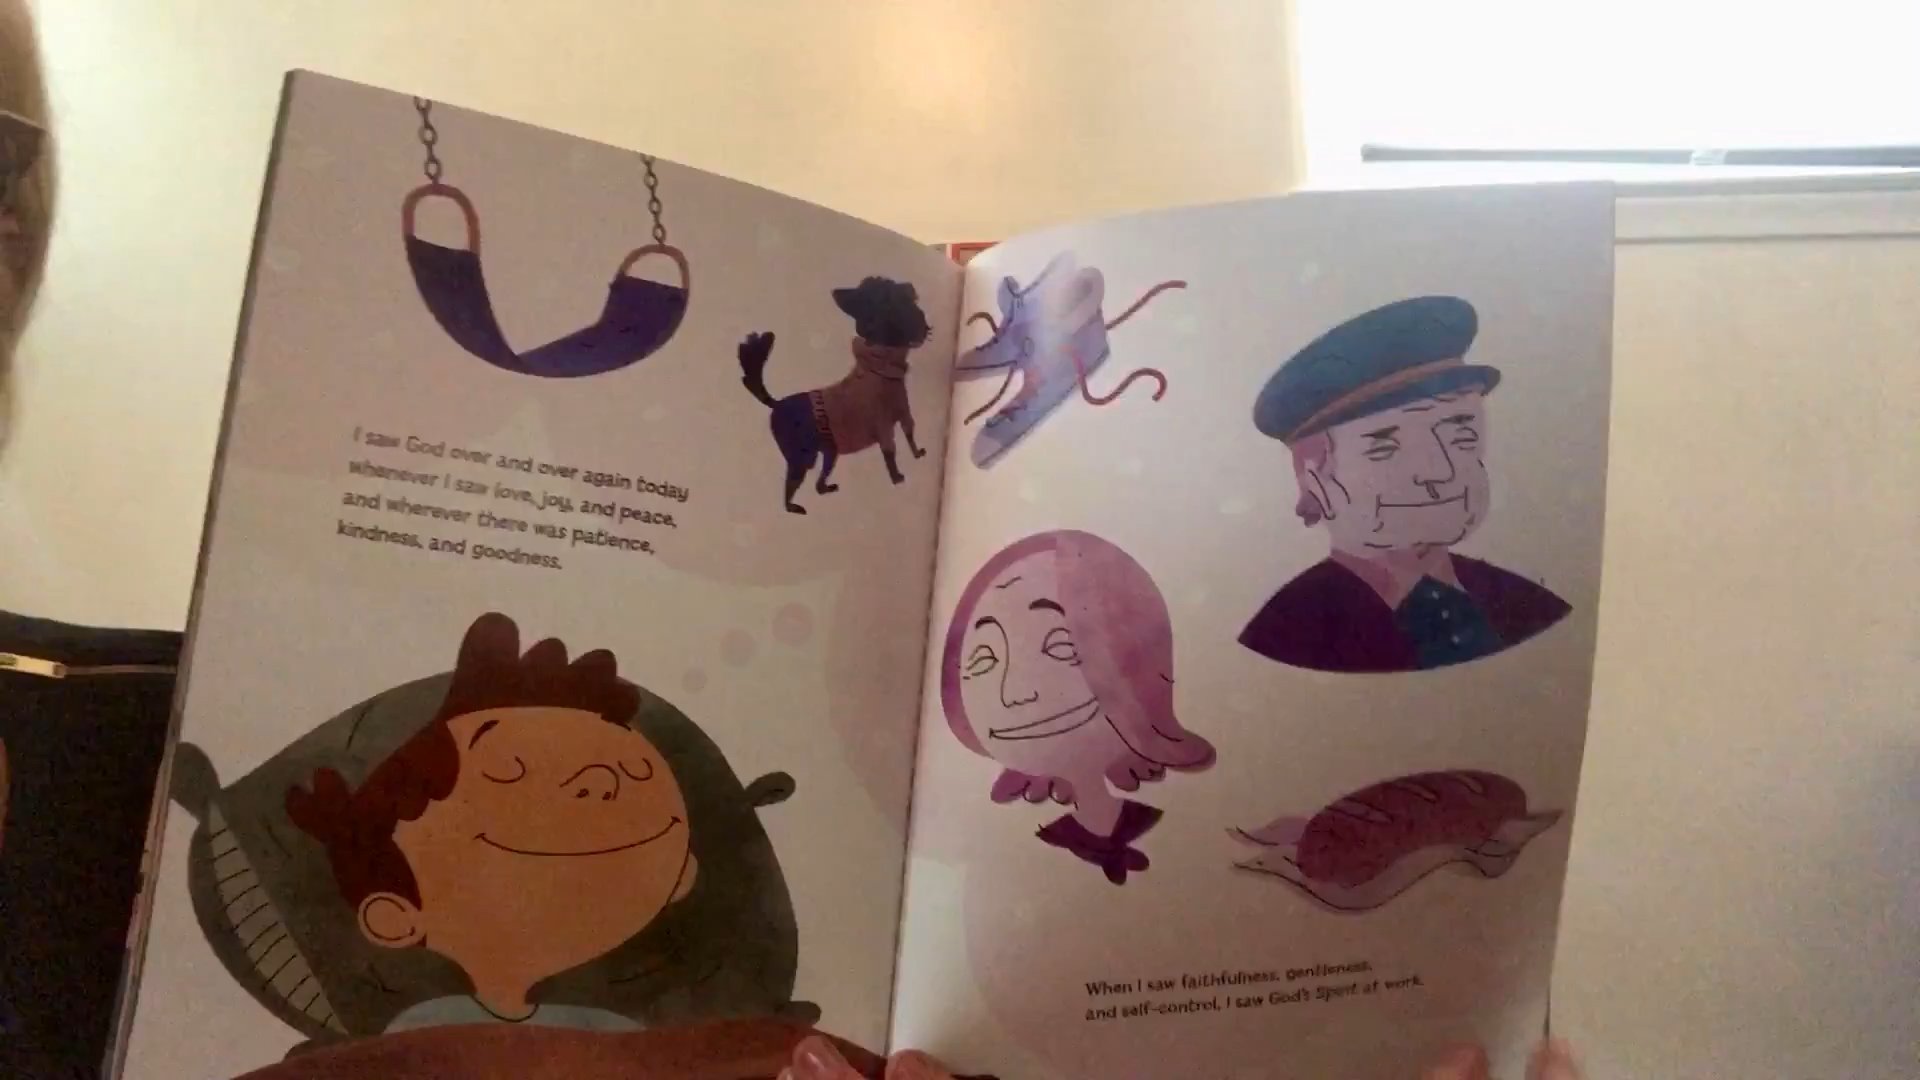 I saw God over and over again today
whenever I saw love, joy, and peace,
and wherever there was patience,
kindness, and goodness.
When I saw faithfulness, gentleness,
and self-control, I saw God's Spirit at work.